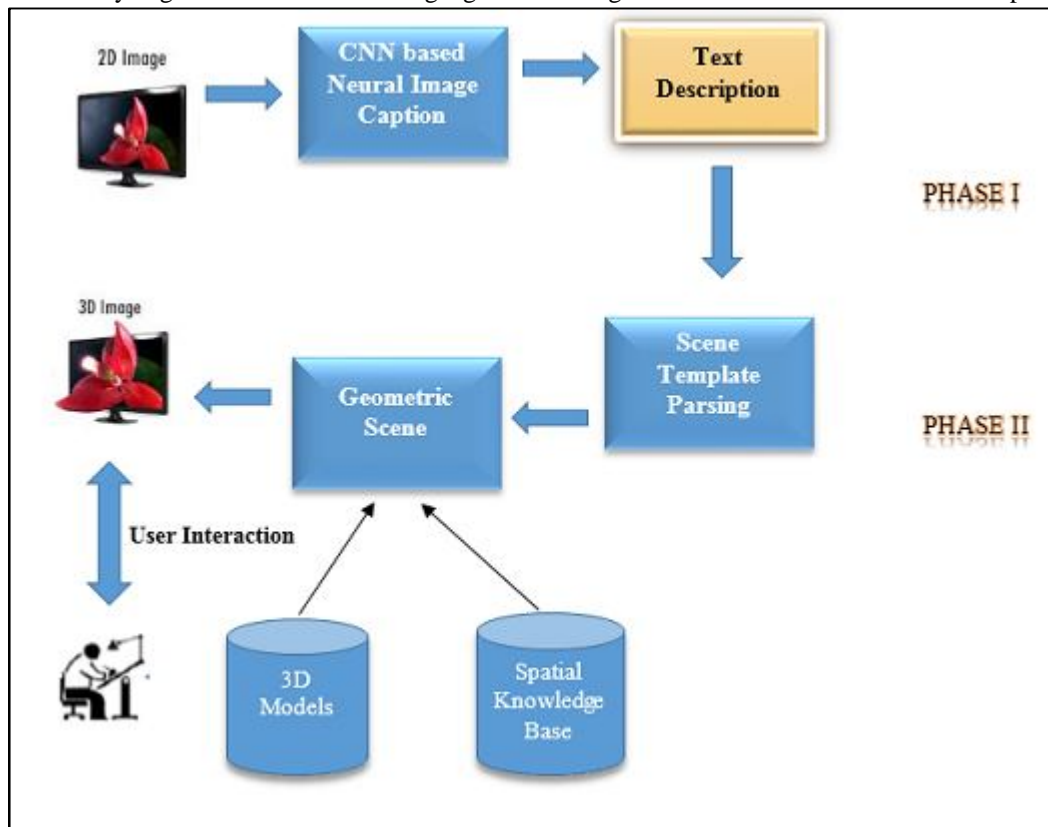 2D Image
CNN based
Neural Image
Caption
Text
Description
PHASE I
3D Image
Geometric
Scene
Scene
Template
Parsing
PHASE II
User Interaction
3D
Models
Spatial
Knowledge
Base